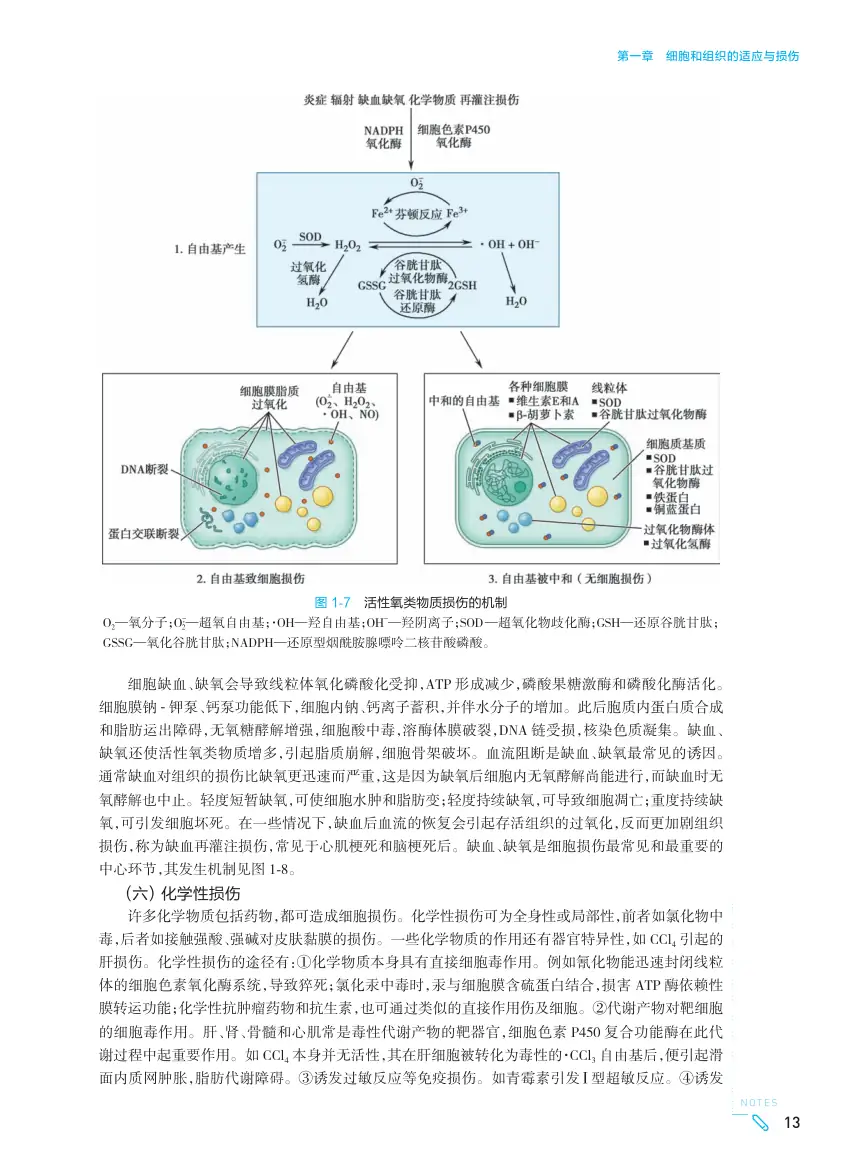 第一章　细胞和组织的适应与损伤
炎症 辐射 缺血缺氧 化学物质 再灌注损伤
NADPH
氧化酶
细胞色素P450
氧化酶
1. 自由基产生
O₂⁻
Fe²⁺ 芬顿反应 Fe³⁺
O₂⁻ SOD H₂O₂ ・OH + OH⁻
过氧化
氢酶
H₂O
谷胱甘肽
过氧化物酶
GSSG 2GSH
谷胱甘肽
还原酶
H₂O
细胞膜脂质
过氧化
自由基
(O₂⁻、H₂O₂、
・OH、NO)
DNA断裂
蛋白交联断裂
2. 自由基致细胞损伤
中和的自由基
各种细胞膜
■维生素E和A
■β-胡萝卜素
线粒体
■SOD
■谷胱甘肽过氧化物酶
细胞质基质
■SOD
■谷胱甘肽过
氧化物酶
■铁蛋白
■铜蓝蛋白
过氧化物酶体
■过氧化氢酶
3. 自由基被中和（无细胞损伤）
图 1-7　活性氧类物质损伤的机制
O₂—氧分子；O₂⁻—超氧自由基；·OH—羟自由基；OH⁻—羟阴离子；SOD—超氧化物歧化酶；GSH—还原谷胱甘肽；
GSSG—氧化谷胱甘肽；NADPH—还原型烟酰胺腺嘌呤二核苷酸磷酸。
细胞缺血、缺氧会导致线粒体氧化磷酸化受抑，ATP 形成减少，磷酸果糖激酶和磷酸化酶活化。
细胞膜钠 - 钾泵、钙泵功能低下，细胞内钠、钙离子蓄积，并伴水分子的增加。此后胞质内蛋白质合成
和脂肪运出障碍，无氧糖酵解增强，细胞酸中毒，溶酶体膜破裂，DNA 链受损，核染色质凝集。缺血、
缺氧还使活性氧类物质增多，引起脂质崩解，细胞骨架破坏。血流阻断是缺血、缺氧最常见的诱因。
通常缺血对组织的损伤比缺氧更迅速而严重，这是因为缺氧后细胞内无氧酵解尚能进行，而缺血时无
氧酵解也中止。轻度短暂缺氧，可使细胞水肿和脂肪变；轻度持续缺氧，可导致细胞凋亡；重度持续缺
氧，可引发细胞坏死。在一些情况下，缺血后血流的恢复会引起存活组织的过氧化，反而更加剧组织
损伤，称为缺血再灌注损伤，常见于心肌梗死和脑梗死后。缺血、缺氧是细胞损伤最常见和最重要的
中心环节，其发生机制见图 1-8。
（六）化学性损伤
许多化学物质包括药物，都可造成细胞损伤。化学性损伤可为全身性或局部性，前者如氯化物中
毒，后者如接触强酸、强碱对皮肤黏膜的损伤。一些化学物质的作用还有器官特异性，如 CCl₄ 引起的
肝损伤。化学性损伤的途径有：①化学物质本身具有直接细胞毒作用。例如氰化物能迅速封闭线粒
体的细胞色素氧化酶系统，导致猝死；氯化汞中毒时，汞与细胞膜含硫蛋白结合，损害 ATP 酶依赖性
膜转运功能；化学性抗肿瘤药物和抗生素，也可通过类似的直接作用伤及细胞。②代谢产物对靶细胞
的细胞毒作用。肝、肾、骨髓和心肌常是毒性代谢产物的靶器官，细胞色素 P450 复合功能酶在此代
谢过程中起重要作用。如 CCl₄ 本身并无活性，其在肝细胞被转化为毒性的·CCl₃ 自由基后，便引起滑
面内质网肿胀，脂肪代谢障碍。③诱发过敏反应等免疫损伤。如青霉素引发Ⅰ型超敏反应。④诱发
NOTES
13